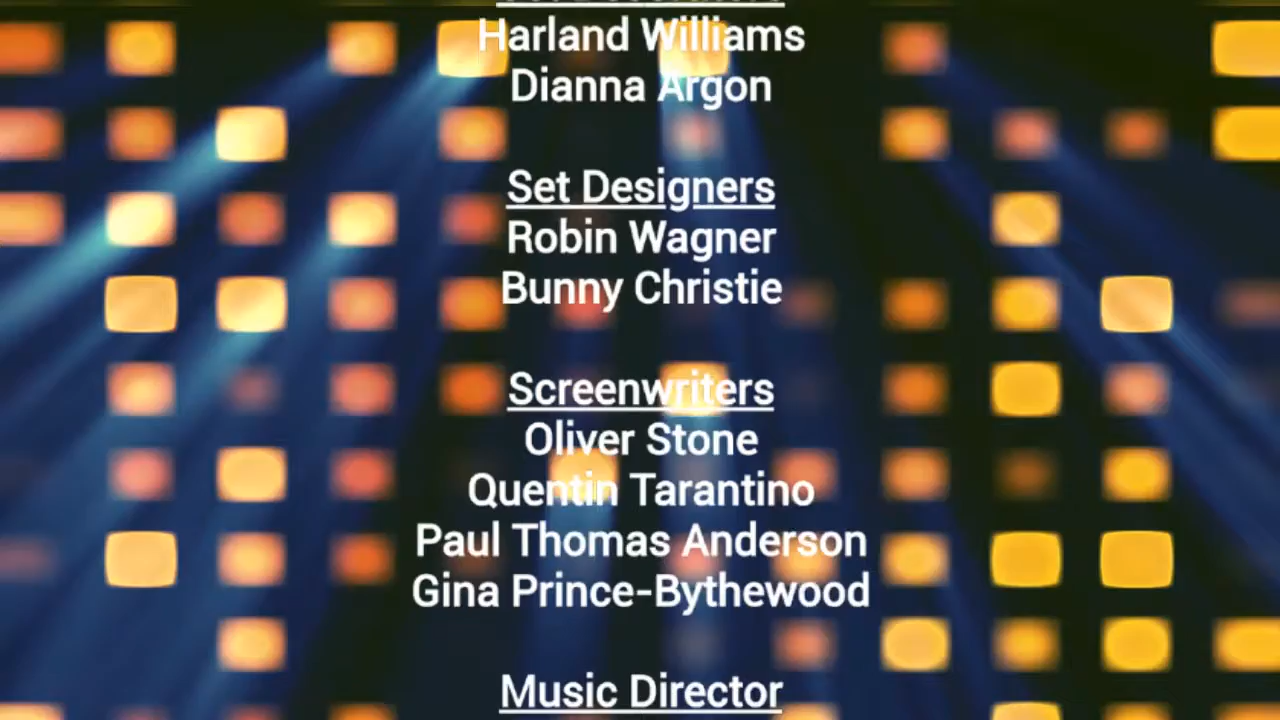 Harland Williams
Dianna Argon
Set Designers
Robin Wagner
Bunny Christie
Screenwriters
Oliver Stone
Quentin Tarantino
Paul Thomas Anderson
Gina Prince-Bythewood
Music Director